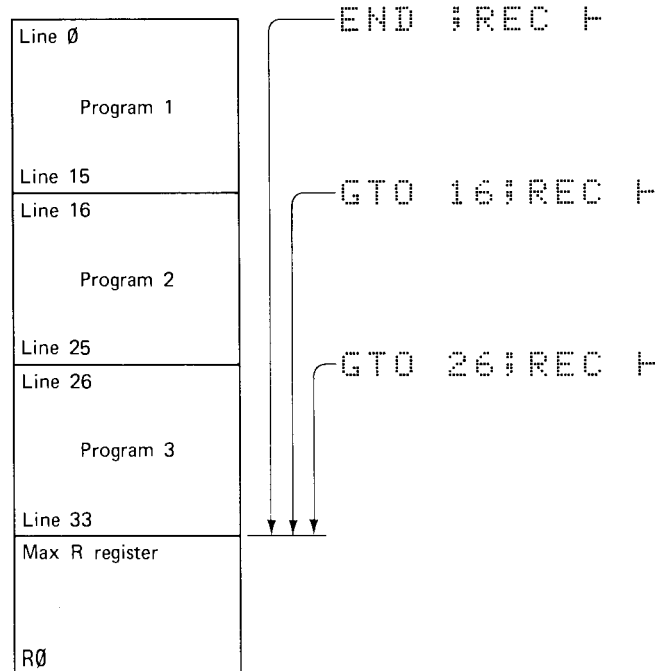 Line Ø
END ;REC ⊢
Program 1
Line 15
Line 16
GTO 16;REC ⊢
Program 2
Line 25
Line 26
GTO 26;REC ⊢
Program 3
Line 33
Max R register
RØ